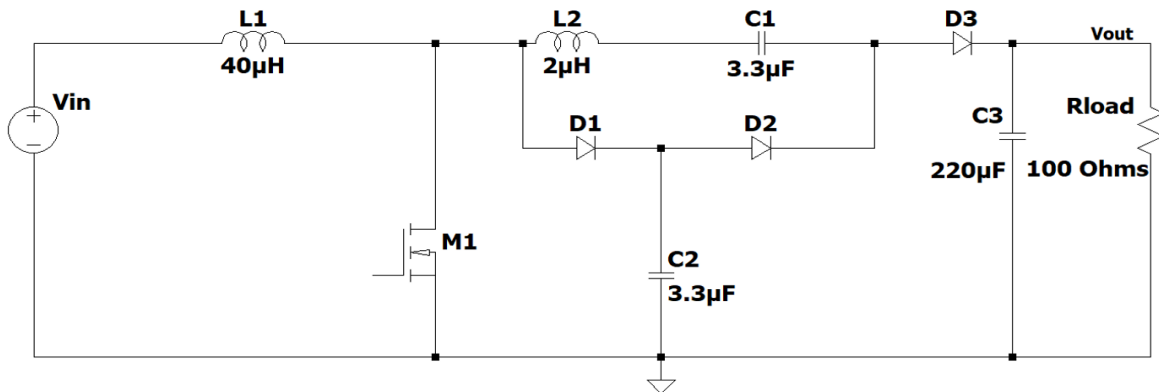 L1
40µH
L2
2µH
C1
3.3µF
D3
Vout
Vin
D1
D2
C3
220µF
Rload
100 Ohms
M1
C2
3.3µF